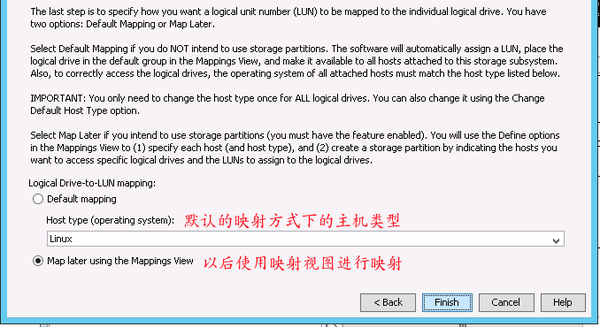 The last step is to specify how you want a logical unit number (LUN) to be mapped to the individual logical drive. You have
two options: Default Mapping or Map Later.
Select Default Mapping if you do NOT intend to use storage partitions. The software will automatically assign a LUN, place the
logical drive in the default group in the Mappings View, and make it available to all hosts attached to this storage subsystem.
Also, to correctly access the logical drives, the operating system of all attached hosts must match the host type listed below.
IMPORTANT: You only need to change the host type once for ALL logical drives. You can also change it using the Change
Default Host Type option.
Select Map Later if you intend to use storage partitions (you must have the feature enabled). You will use the Define options
in the Mappings View to (1) specify each host (and host type), and (2) create a storage partition by indicating the hosts you
want to access specific logical drives and the LUNs to assign to the logical drives.
Logical Drive-to-LUN mapping:
Default mapping
Host type (operating system): 默认的映射方式下的主机类型
Linux
Map later using the Mappings View 以后使用映射视图进行映射
< Back Finish Cancel Help